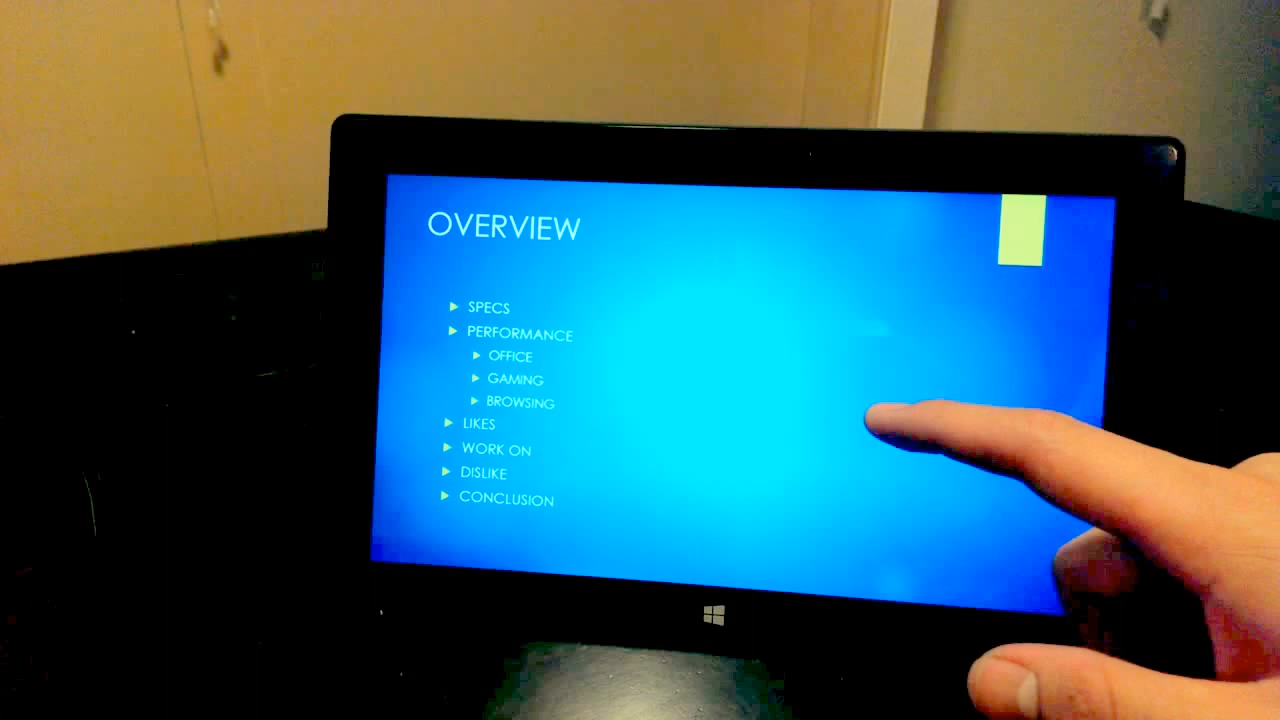 OVERVIEW
SPECS
PERFORMANCE
OFFICE
GAMING
BROWSING
LIKES
WORK ON
DISLIKE
CONCLUSION